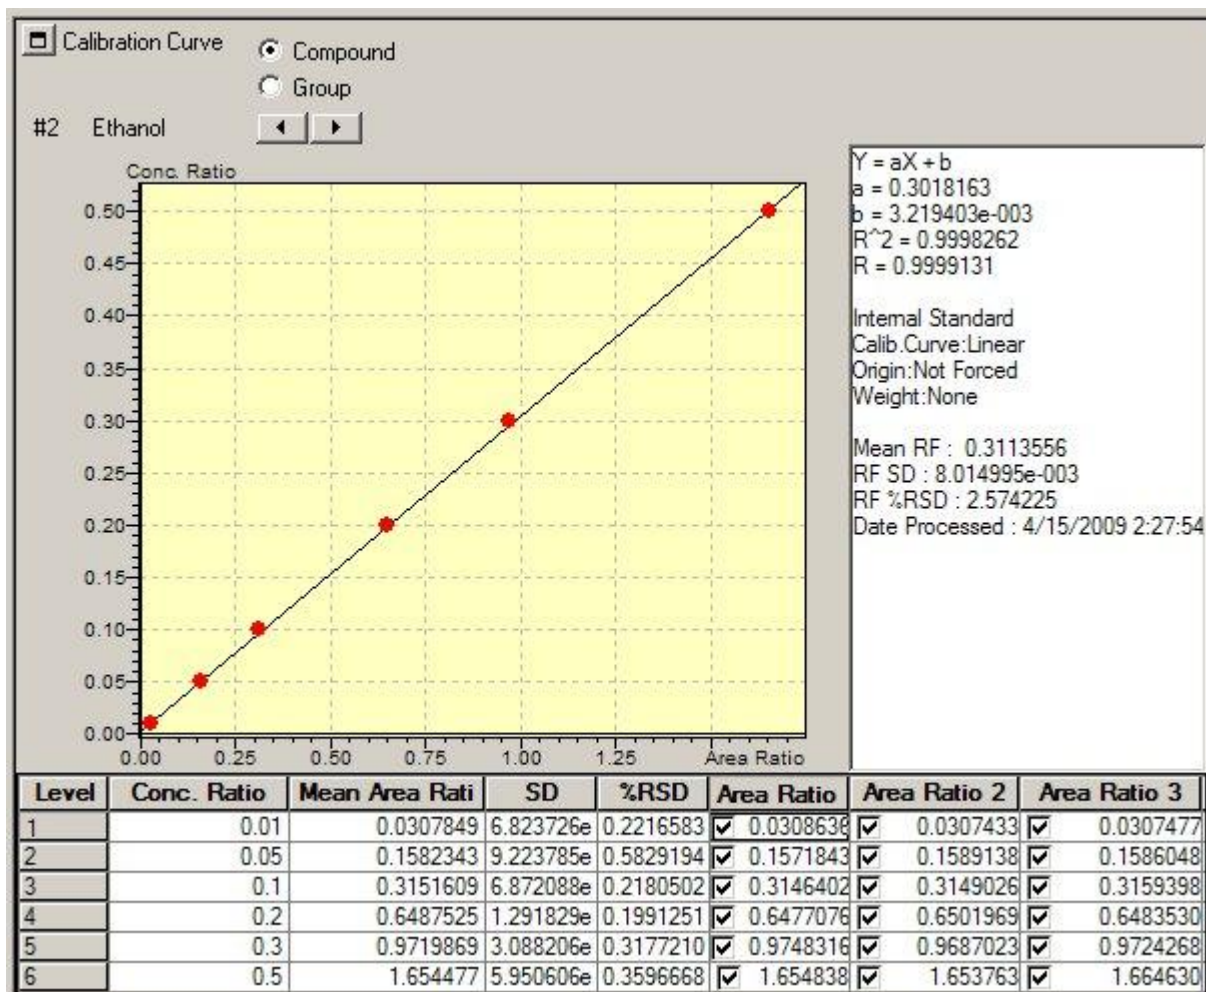 Calibration Curve
Compound
Group
#2 Ethanol
Conc. Ratio
0.50
0.45
0.40
0.35
0.30
0.25
0.20
0.15
0.10
0.05
0.00
0.00 0.25 0.50 0.75 1.00 1.25 Area Ratio
Y = aX + b
a = 0.3018163
b = 3.219403e-003
R^2 = 0.9998262
R = 0.9999131
Internal Standard
Calib.Curve:Linear
Origin:Not Forced
Weight:None
Mean RF : 0.3113556
RF SD : 8.014995e-003
RF %RSD : 2.574225
Date Processed : 4/15/2009 2:27:54
Level Conc. Ratio Mean Area Rati SD %RSD Area Ratio Area Ratio 2 Area Ratio 3
1 0.01 0.0307849 6.823726e 0.2216583 0.0308636 0.0307433 0.0307477
2 0.05 0.1582343 9.223785e 0.5829194 0.1571843 0.1589138 0.1586048
3 0.1 0.3151609 6.872088e 0.2180502 0.3146402 0.3149026 0.3159398
4 0.2 0.6487525 1.291829e 0.1991251 0.6477076 0.6501969 0.6483530
5 0.3 0.9719869 3.088206e 0.3177210 0.9748316 0.9687023 0.9724268
6 0.5 1.654477 5.950606e 0.3596668 1.654838 1.653763 1.664630